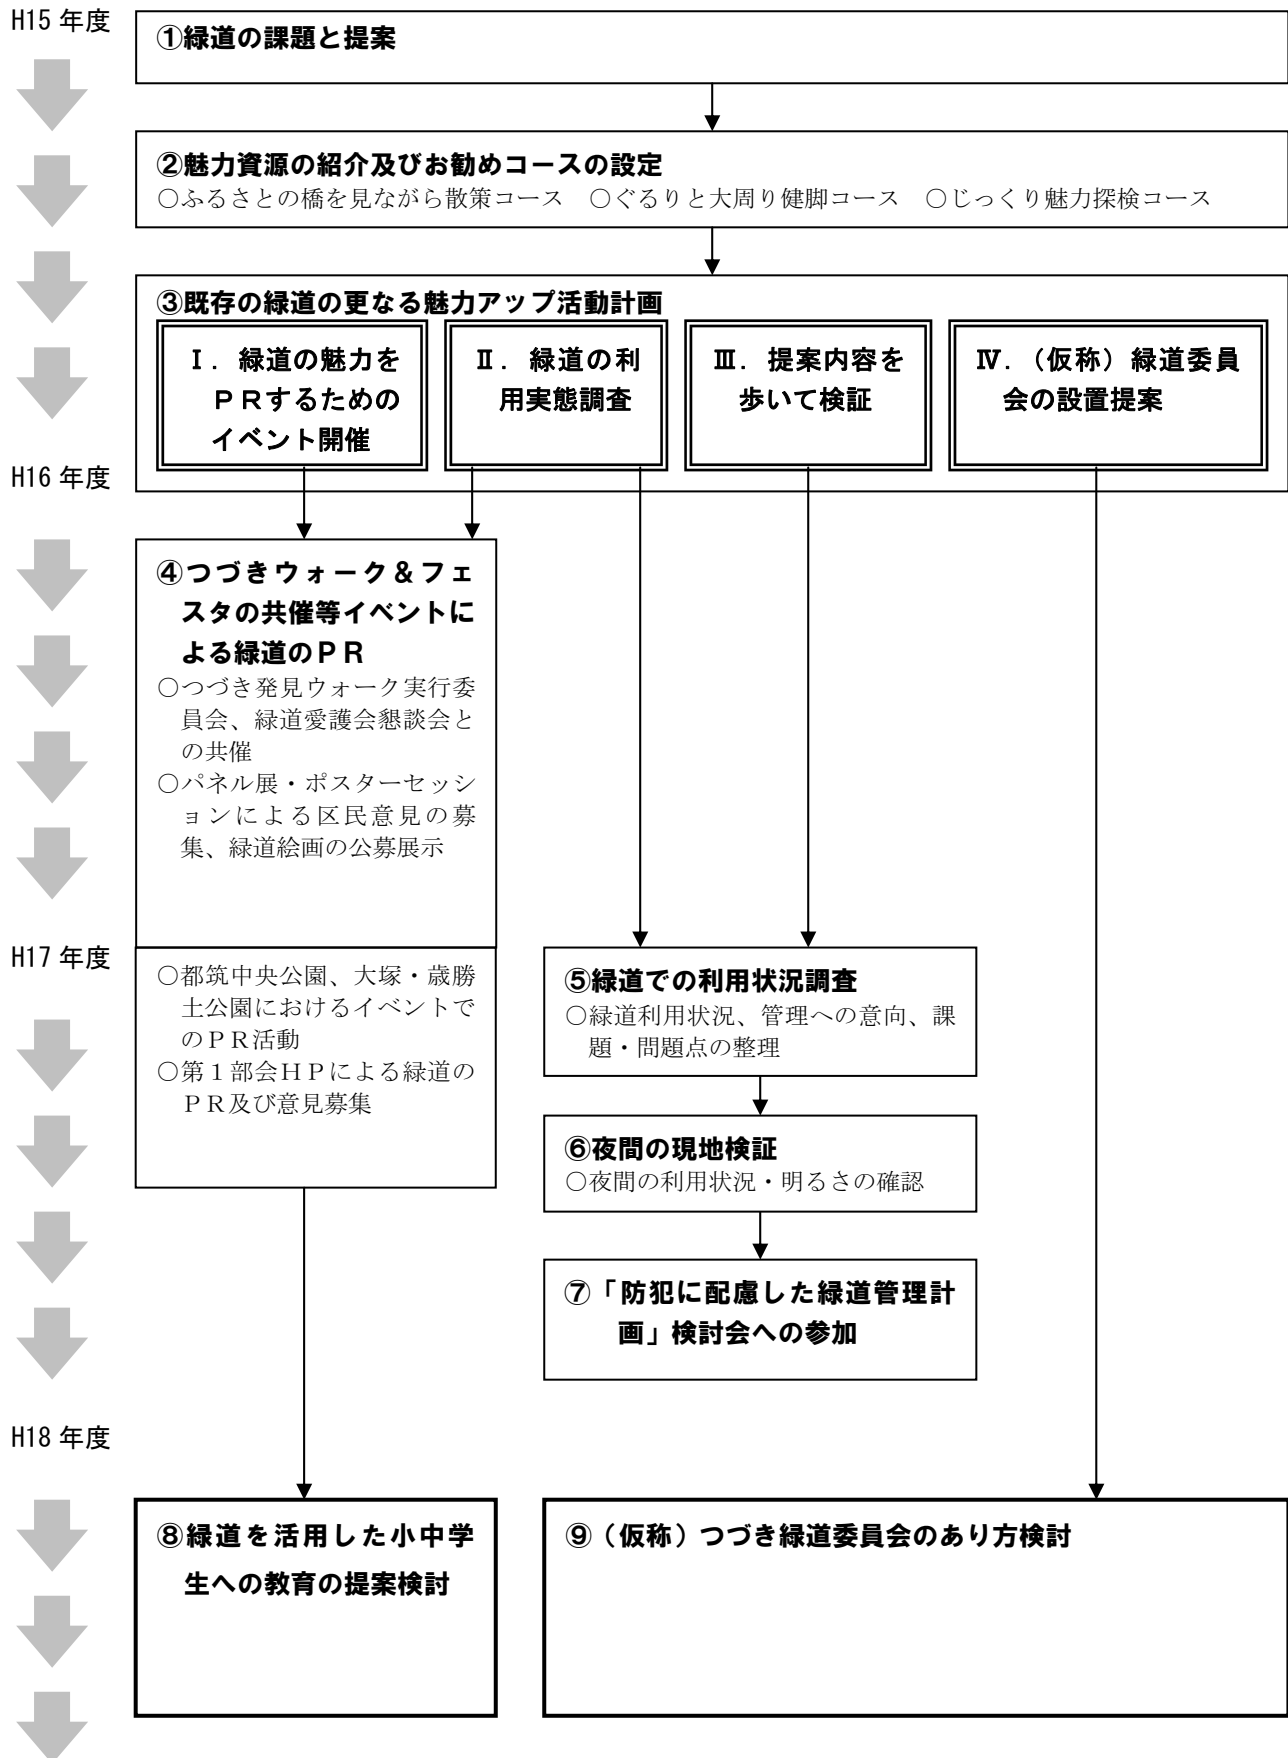 H15 年度
①緑道の課題と提案
②魅力資源の紹介及びお勧めコースの設定
○ふるさとの橋を見ながら散策コース　○ぐるりと大周り健脚コース　○じっくり魅力探検コース
③既存の緑道の更なる魅力アップ活動計画
Ⅰ．緑道の魅力を
ＰＲするための
イベント開催
Ⅱ．緑道の利
用実態調査
Ⅲ．提案内容を
歩いて検証
Ⅳ．（仮称）緑道委員
会の設置提案
H16 年度
④つづきウォーク＆フェ
スタの共催等イベントに
よる緑道のＰＲ
○つづき発見ウォーク実行委
員会、緑道愛護会懇談会と
の共催
○パネル展・ポスターセッシ
ョンによる区民意見の募
集、緑道絵画の公募展示
H17 年度
○都筑中央公園、大塚・歳勝
土公園におけるイベントで
のＰＲ活動
○第１部会ＨＰによる緑道の
ＰＲ及び意見募集
⑤緑道での利用状況調査
○緑道利用状況、管理への意向、課
題・問題点の整理
⑥夜間の現地検証
○夜間の利用状況・明るさの確認
⑦「防犯に配慮した緑道管理計
画」検討会への参加
H18 年度
⑧緑道を活用した小中学
生への教育の提案検討
⑨（仮称）つづき緑道委員会のあり方検討